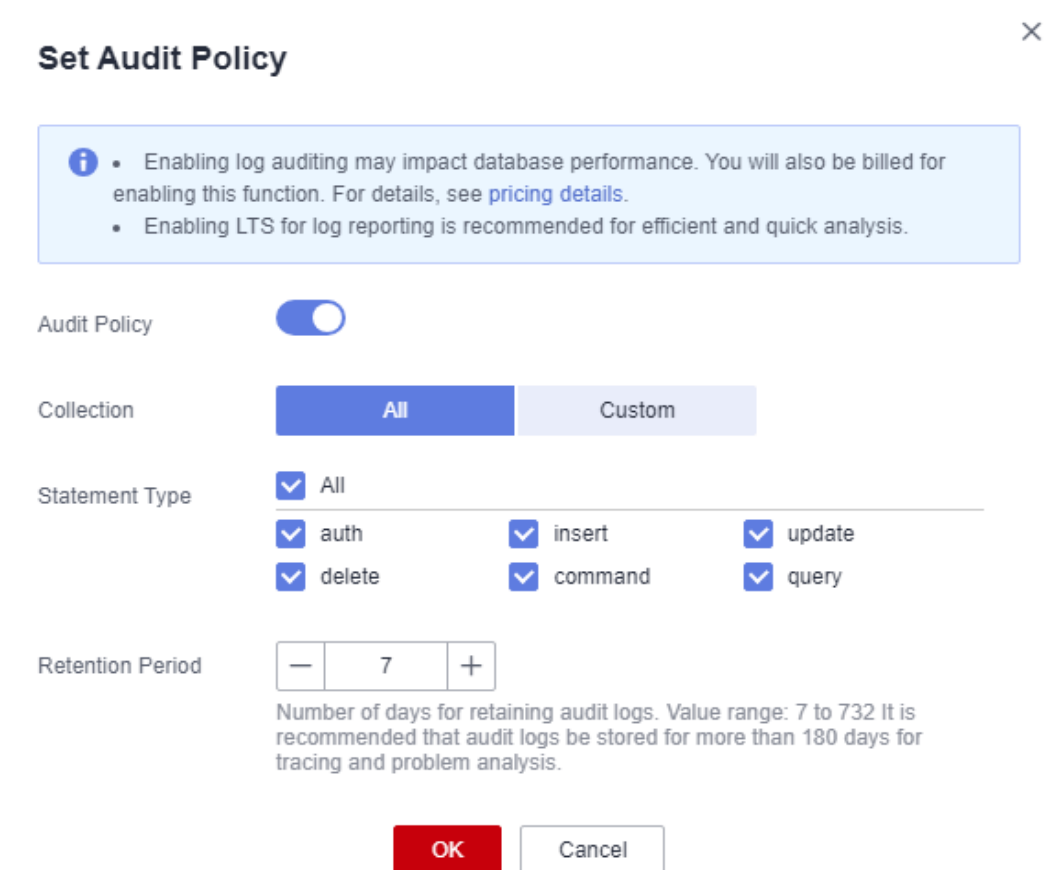 Set Audit Policy
• Enabling log auditing may impact database performance. You will also be billed for
enabling this function. For details, see pricing details.
• Enabling LTS for log reporting is recommended for efficient and quick analysis.
Audit Policy
Collection All Custom
Statement Type All
auth insert update
delete command query
Retention Period — 7 +
Number of days for retaining audit logs. Value range: 7 to 732 It is
recommended that audit logs be stored for more than 180 days for
tracing and problem analysis.
OK Cancel